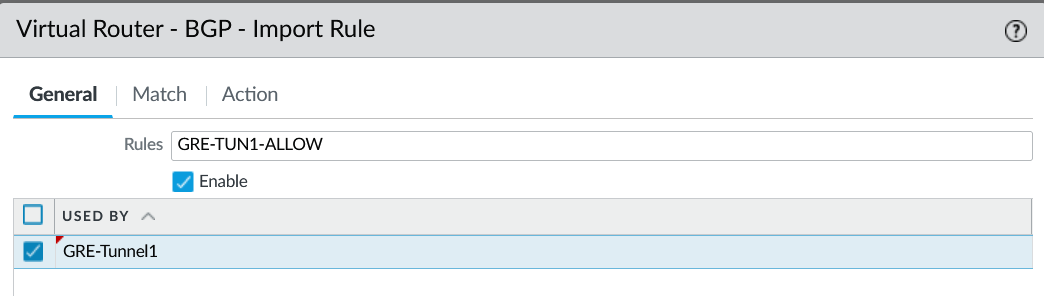 Virtual Router - BGP - Import Rule
?
General Match Action
Rules GRE-TUN1-ALLOW
Enable
USED BY
GRE-Tunnel1